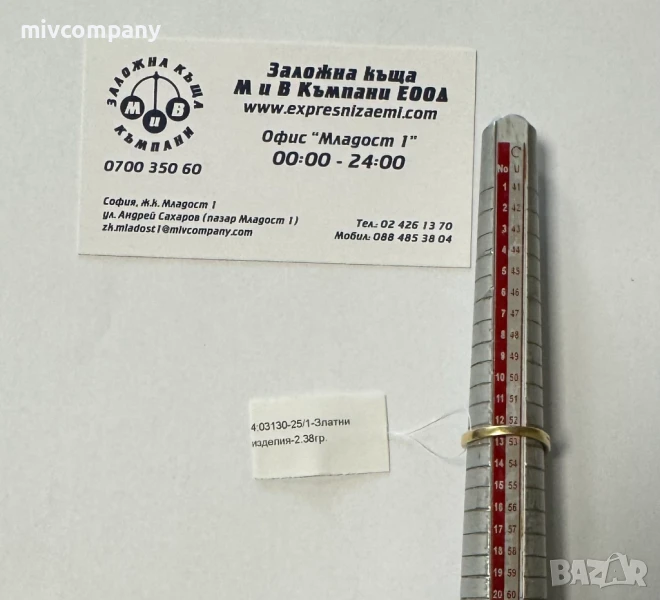 mivcompany
ЗАЛОЖНА КЪЩА
М и В
КЪМПАНИ
0700 350 60
Заложна къща
М и В Къмпани ЕООД
www.expresnizaemi.com
Офис "Младост 1"
00:00 - 24:00
София, ж.к. Младост 1
ул. Андрей Сахаров (пазар Младост 1)
zk.mladost1@mivcompany.com
Тел.: 02 426 13 70
Мобил.: 088 485 38 04
4:03130-25/1-Златни
изделия-2.38гр.
No CU
1 41
2 42
3 43
4 44
5 45
6 46
7 47
8 48
9 49
10 50
11 51
12 52
13 53
14 54
15 55
16 56
17 57
18 58
19 59
20 60
BAZAR